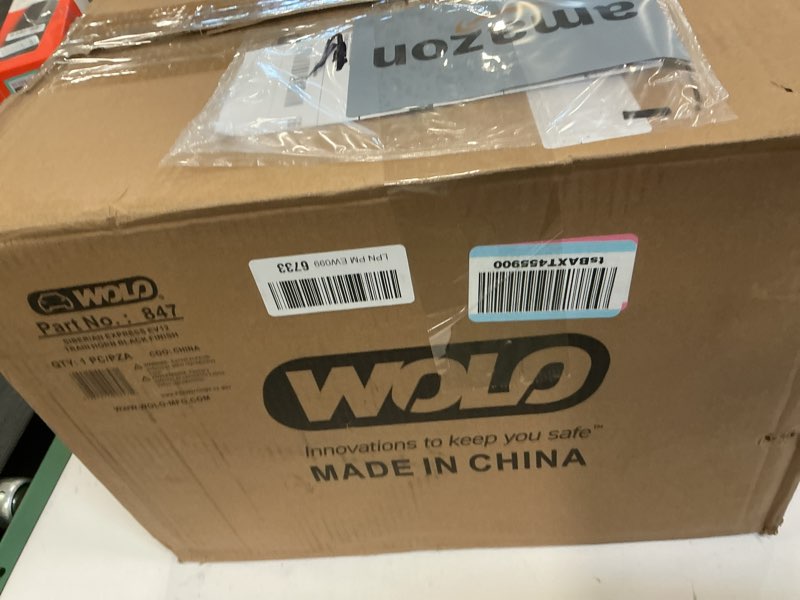 amazon
LPN PM EW099 6733
tsBAXT455900
WOLO
Part No.: 847
SIBERIAN EXPRESS EV12
TRAIN HORN BLACK FINISH
QTY: 1 PC/PZA COO: CHINA
WWW.WOLO-MFG.COM
WOLO
Innovations to keep you safe™
MADE IN CHINA